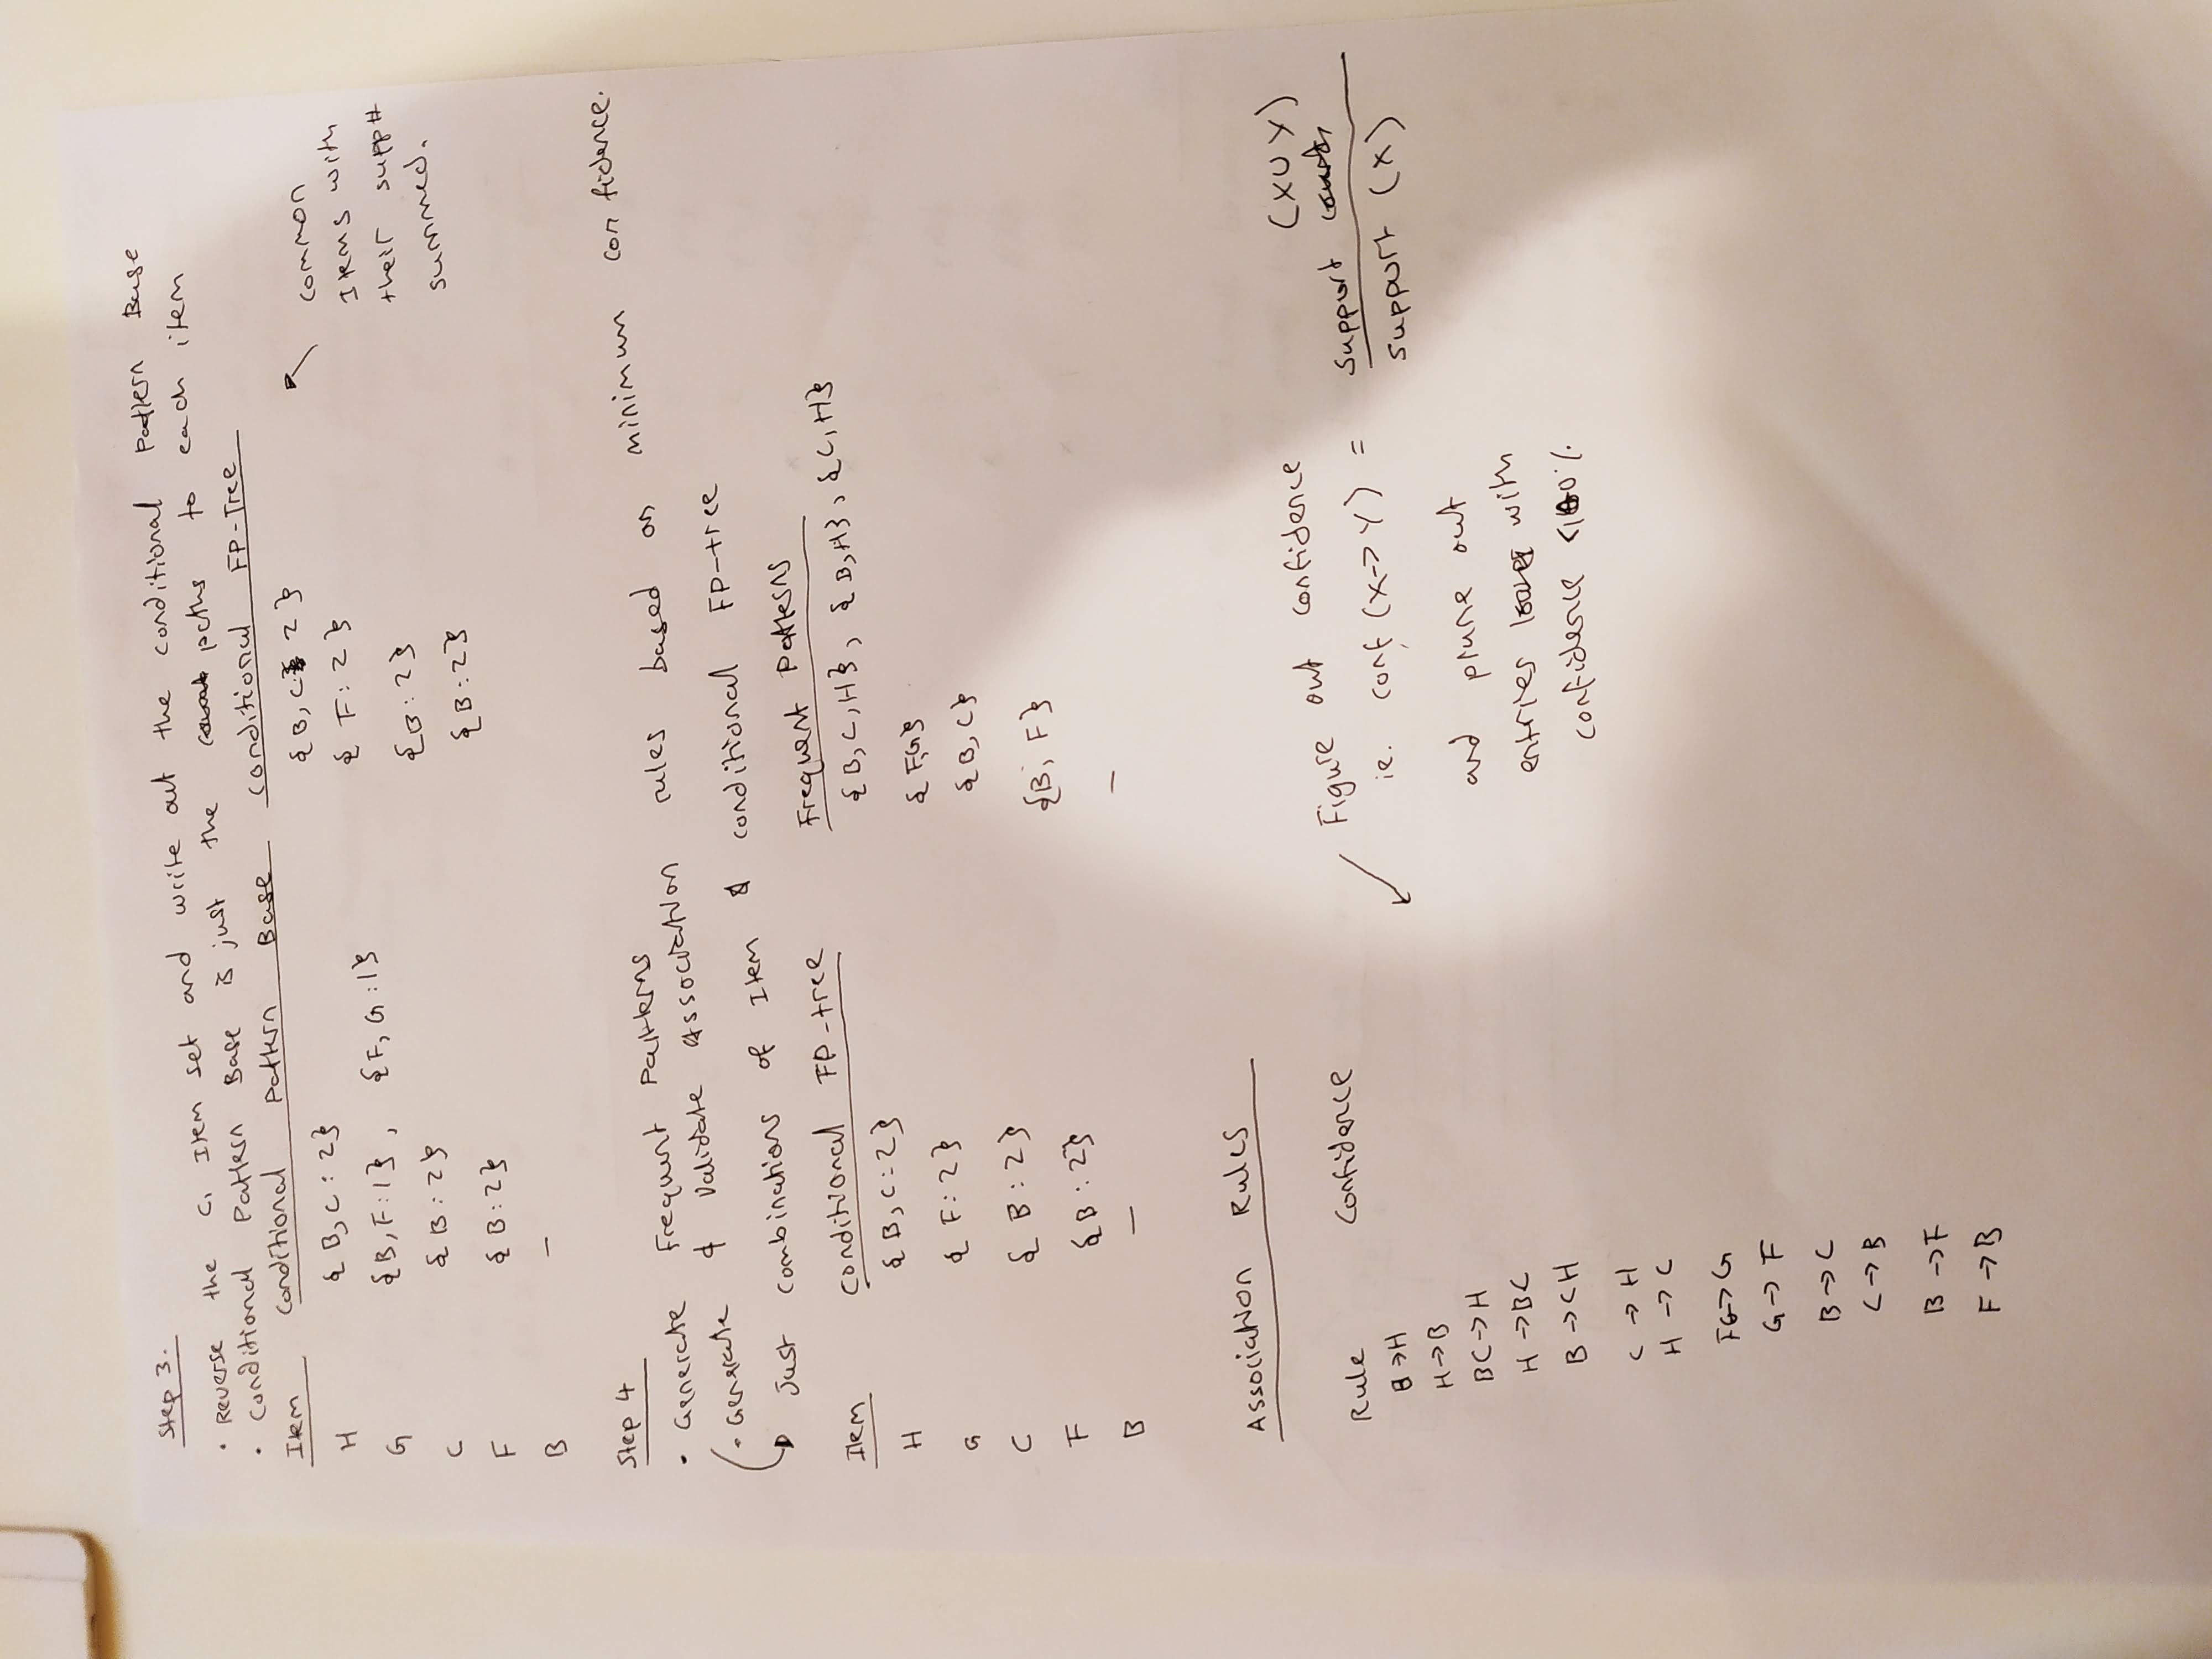 Step 3.
• Reverse the C1 Item set and write out the conditional Pattern Base
• Conditional Pattern Base is just the paths to each item
Item Conditional Pattern Base Conditional FP-Tree
H { B, C : 2} { B, C: 2 }
G {B, F:1} , {F, G :1} { F: 2 }
C { B : 2} {B : 2}
F { B:2} {B:2}
B —
common
Items with
their supp#
summed.
Step 4
• Generate Frequent Patterns
• Generate & Validate Association rules based on minimum confidence.
Just combinations of Item & conditional FP-tree
Item Conditional FP-tree Frequent Patterns
H { B, C : 2} { B, C, H}, { B, H}, { C, H}
G { F: 2} { F,G}
C { B : 2} { B, C}
F {B : 2} {B, F}
B — —
Association Rules
Rule Confidence
B→H
H→B
BC→H
H→BC
B→CH
C→H
H→C
F→G
G→F
B→C
C→B
B→F
F→B
Figure out confidence
ie. conf (X→Y) = support (X∪Y)
support (X)
and prune out
entries with
confidence <100%